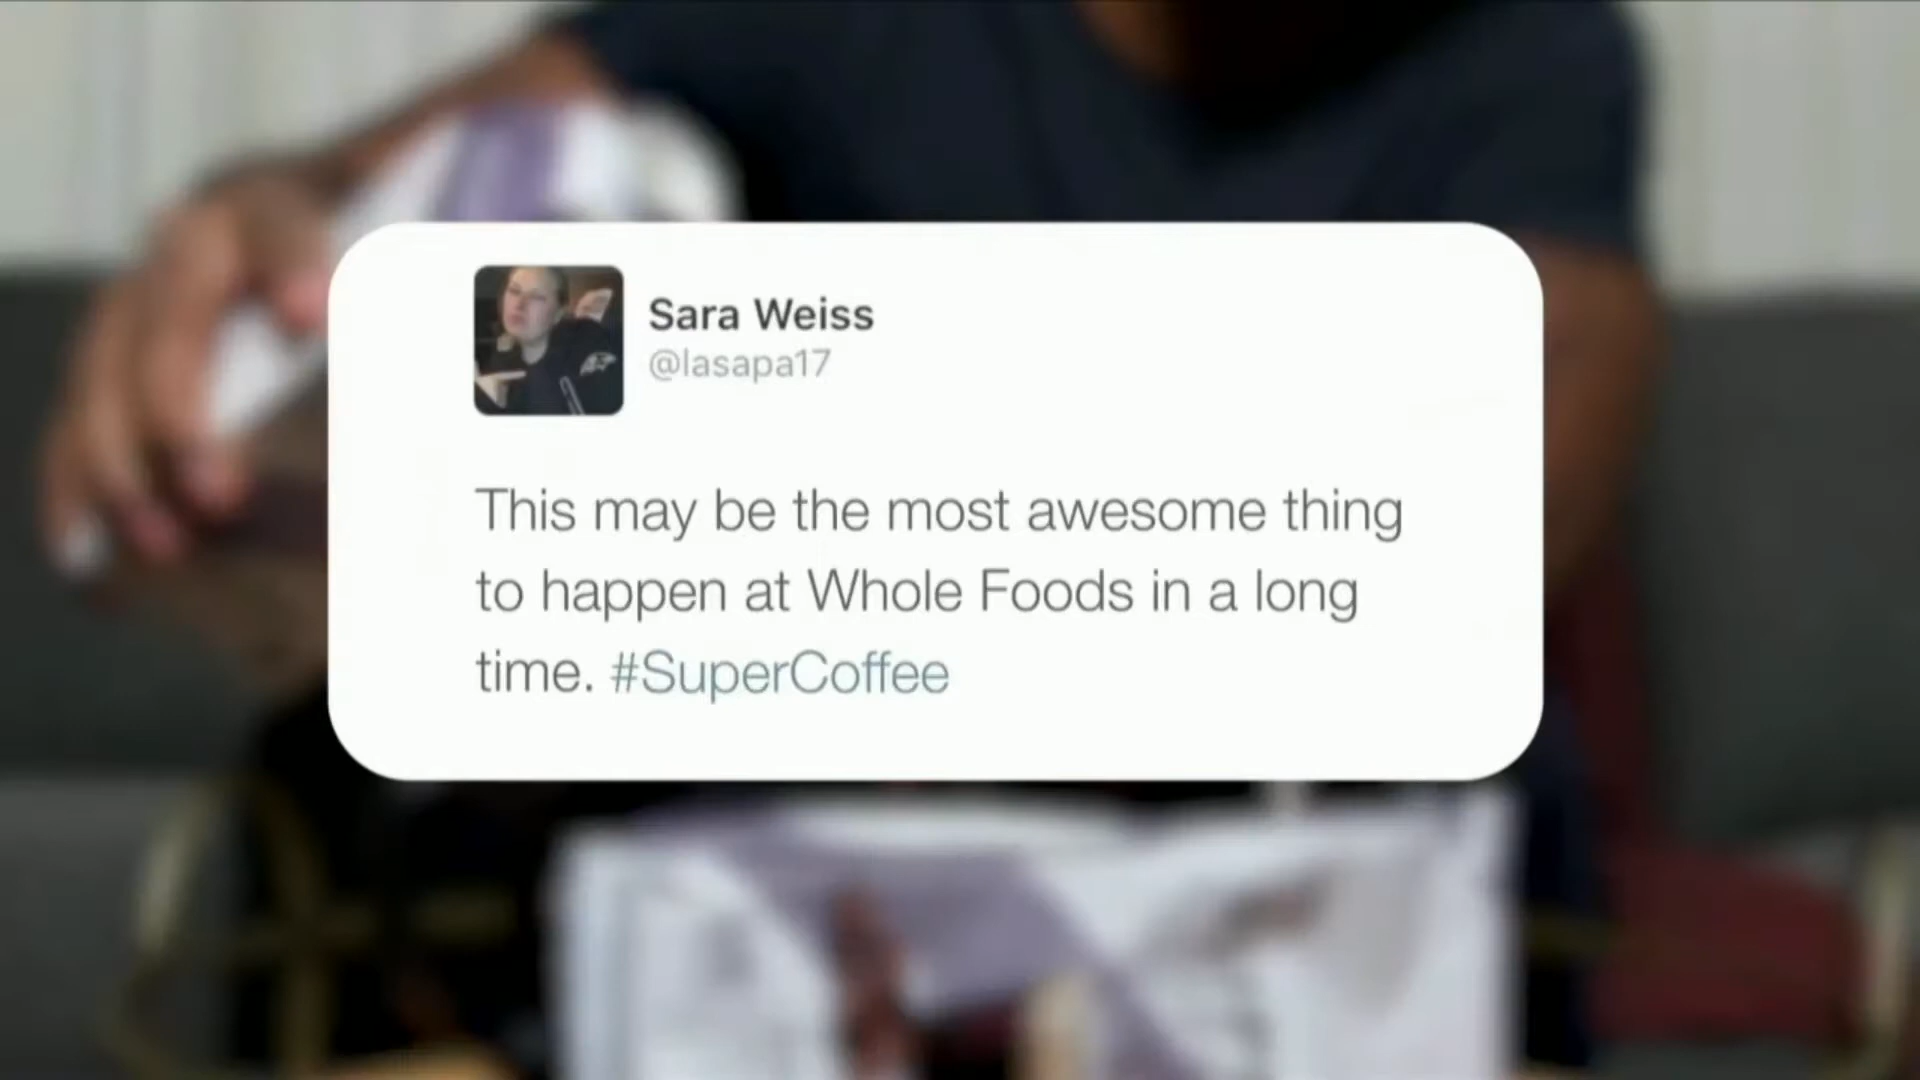 Sara Weiss
@lasapa17
This may be the most awesome thing
to happen at Whole Foods in a long
time. #SuperCoffee